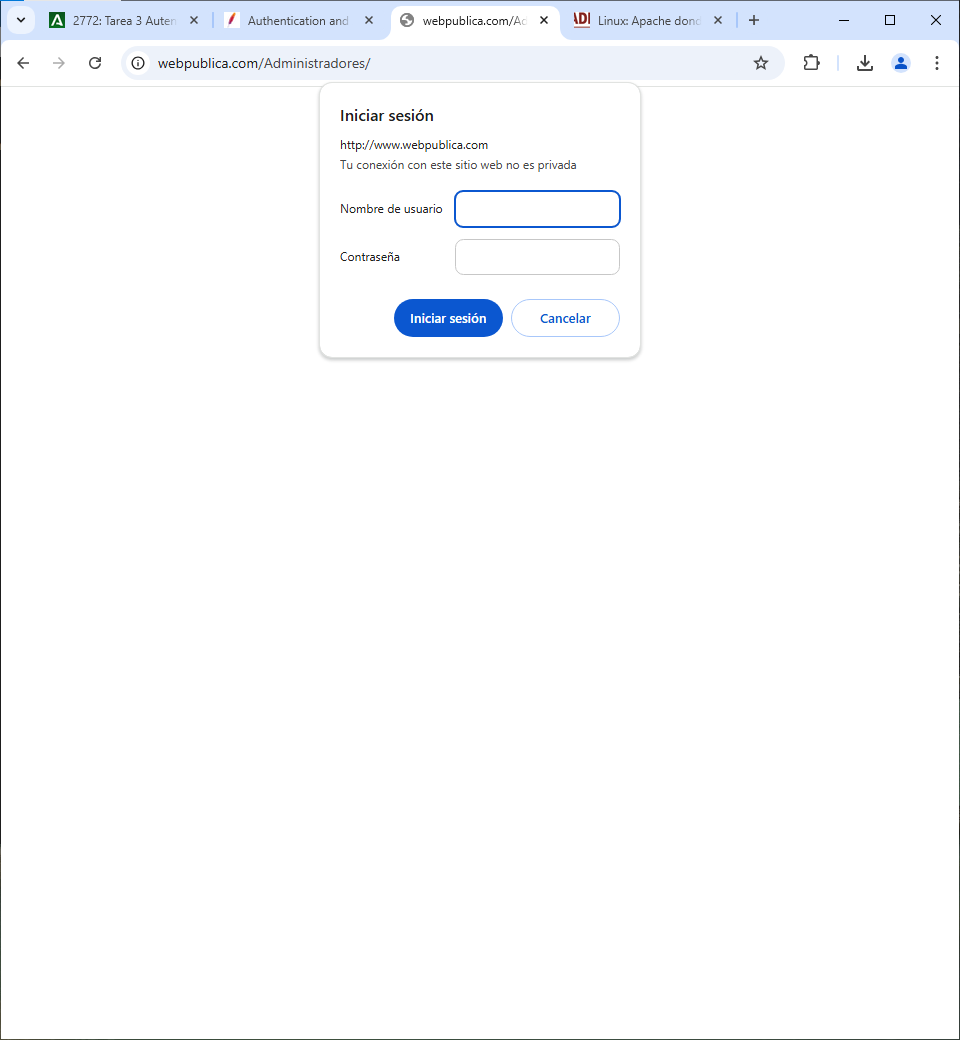 2772: Tarea 3 Auten
Authentication and
webpublica.com/Ad
ADI
Linux: Apache dond
webpublica.com/Administradores/
Iniciar sesión
http://www.webpublica.com
Tu conexión con este sitio web no es privada
Nombre de usuario
Contraseña
Iniciar sesión
Cancelar